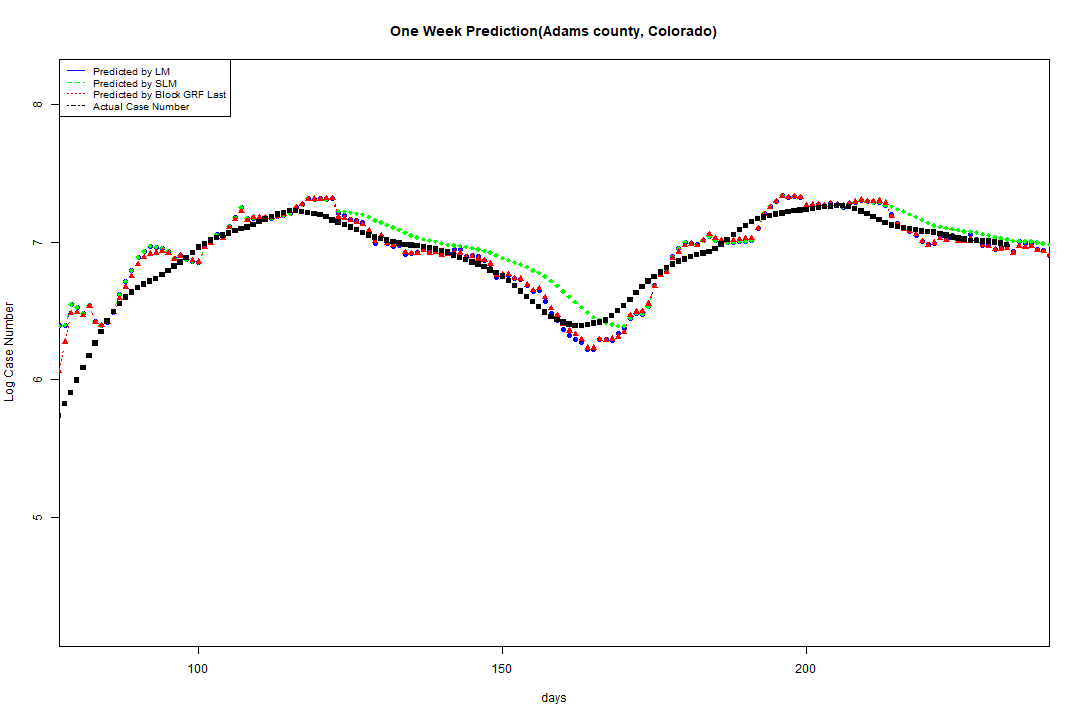 One Week Prediction(Adams county, Colorado)
Predicted by LM
Predicted by SLM
Predicted by Block GRF Last
Actual Case Number
8
7
6
5
Log Case Number
100
150
200
days